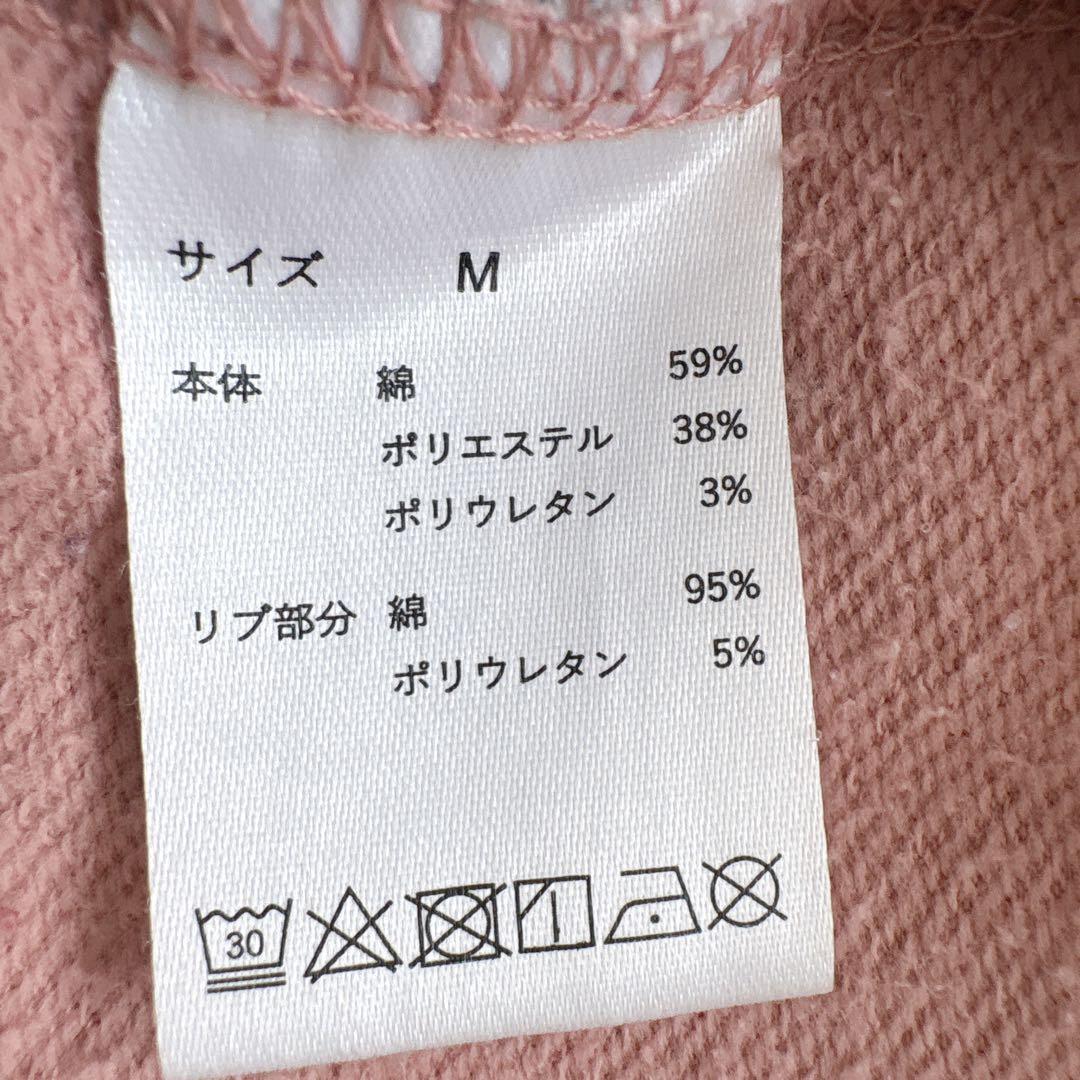 サイズ M
本体 綿 59%
ポリエステル 38%
ポリウレタン 3%
リブ部分 綿 95%
ポリウレタン 5%
30